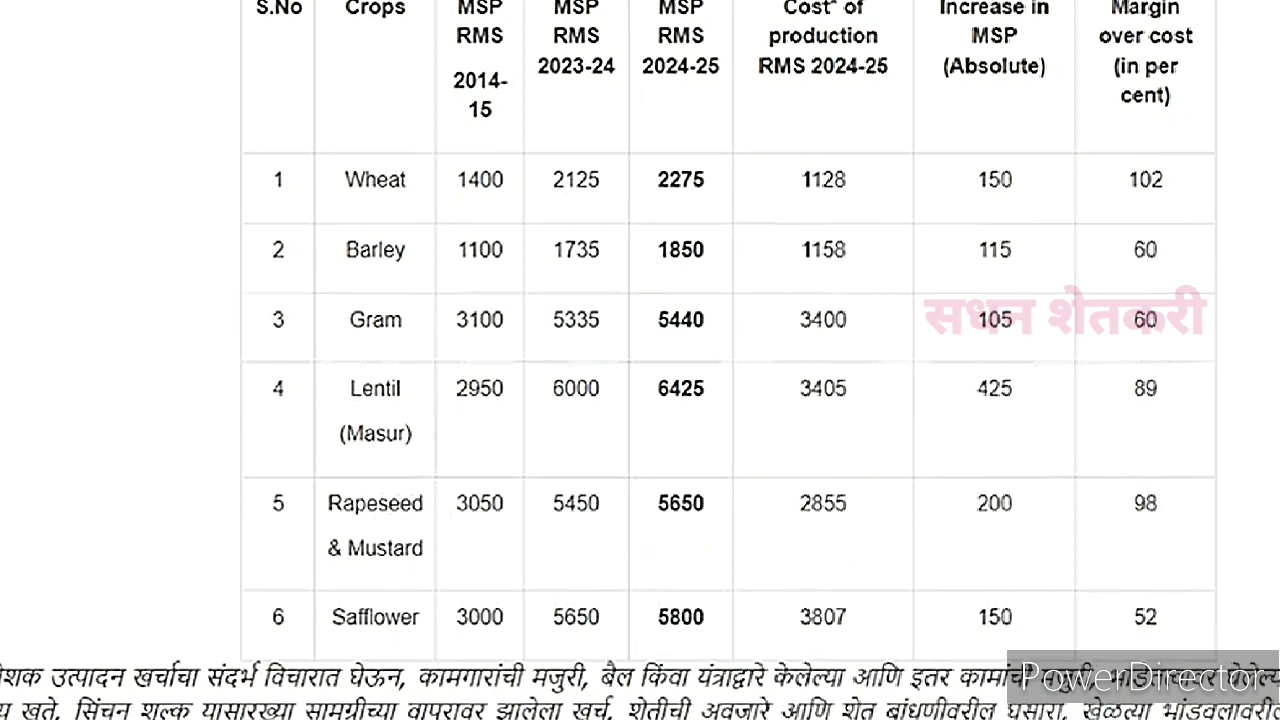 S.No Crops MSP MSP MSP Cost* of Increase in Margin
RMS RMS RMS production MSP over cost
2014- 2023-24 2024-25 RMS 2024-25 (Absolute) (in per
15 cent)
1 Wheat 1400 2125 2275 1128 150 102
2 Barley 1100 1735 1850 1158 115 60
सधन शेतकरी
3 Gram 3100 5335 5440 3400 105 60
4 Lentil 2950 6000 6425 3405 425 89
(Masur)
5 Rapeseed 3050 5450 5650 2855 200 98
& Mustard
6 Safflower 3000 5650 5800 3807 150 52
उत्पादन खर्चाचा संदर्भ विचारात घेऊन, कामगारांची मजुरी, बैल किंवा यंत्राद्वारे केलेल्या आणि इतर कामांची
खते, सिंचन शुल्क यासारख्या सामग्रीच्या वापरावर झालेला खर्च, शेतीची अवजारे आणि शेत बांधणीवरील घसारा, खेळत्या
PowerDirector